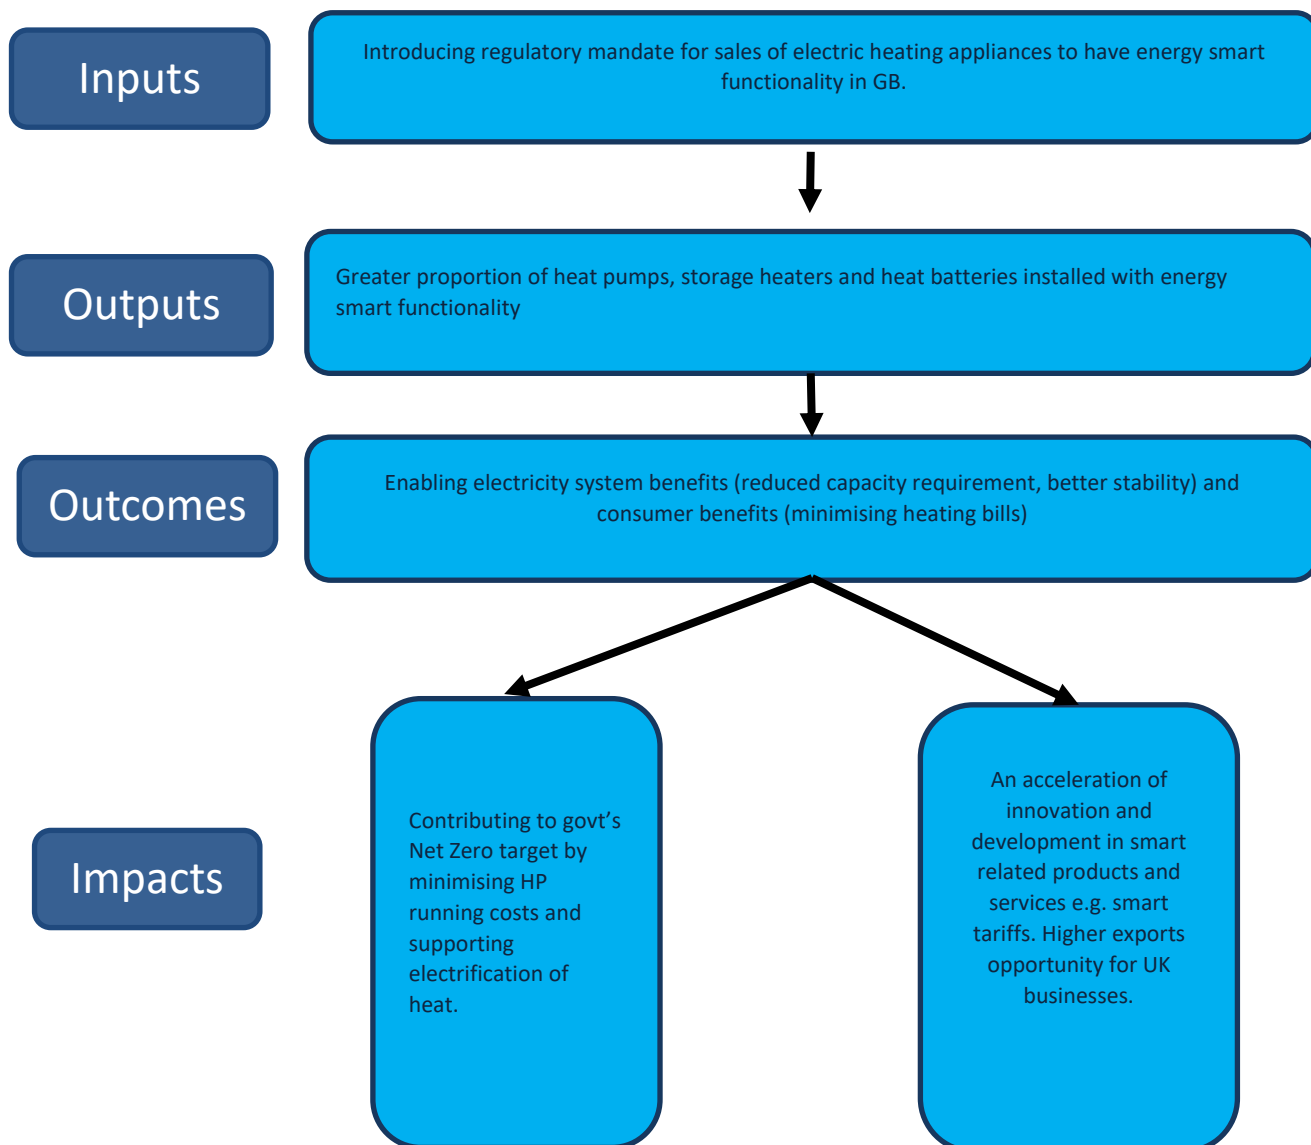 Inputs
Introducing regulatory mandate for sales of electric heating appliances to have energy smart
functionality in GB.
Outputs
Greater proportion of heat pumps, storage heaters and heat batteries installed with energy
smart functionality
Outcomes
Enabling electricity system benefits (reduced capacity requirement, better stability) and
consumer benefits (minimising heating bills)
Impacts
Contributing to govt’s
Net Zero target by
minimising HP
running costs and
supporting
electrification of
heat.
An acceleration of
innovation and
development in smart
related products and
services e.g. smart
tariffs. Higher exports
opportunity for UK
businesses.